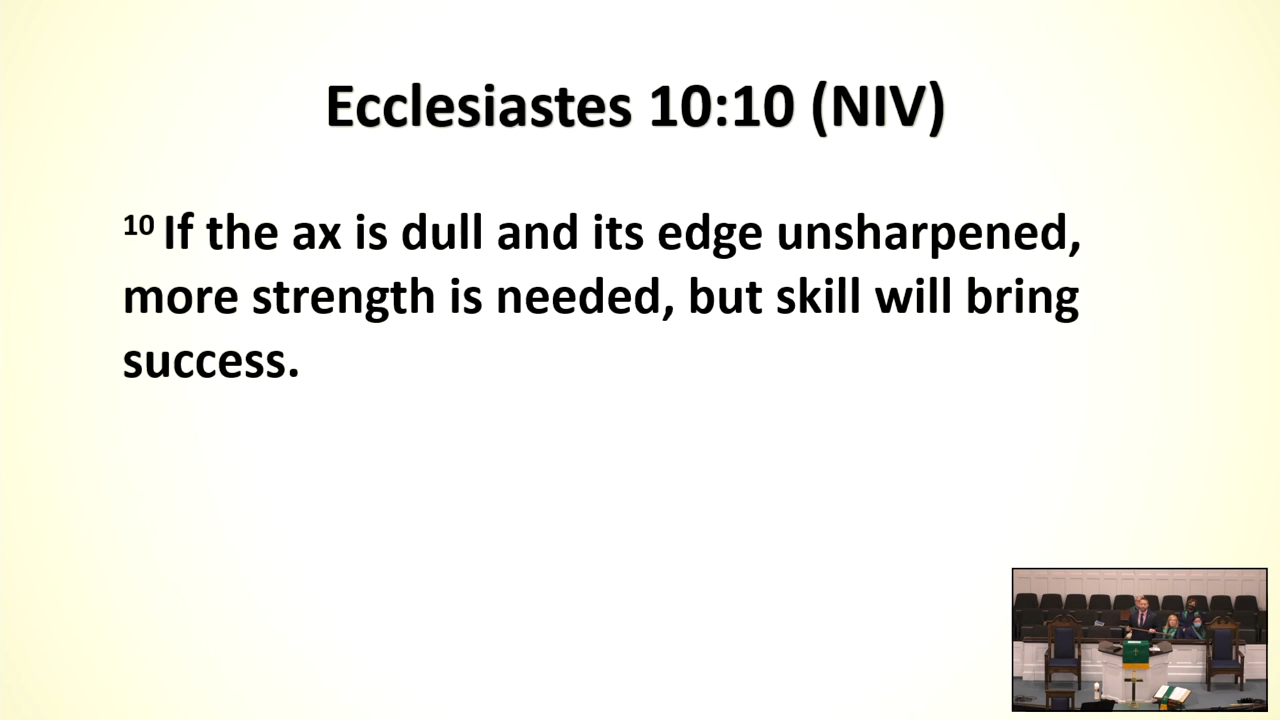 Ecclesiastes 10:10 (NIV)
10 If the ax is dull and its edge unsharpened,
more strength is needed, but skill will bring
success.